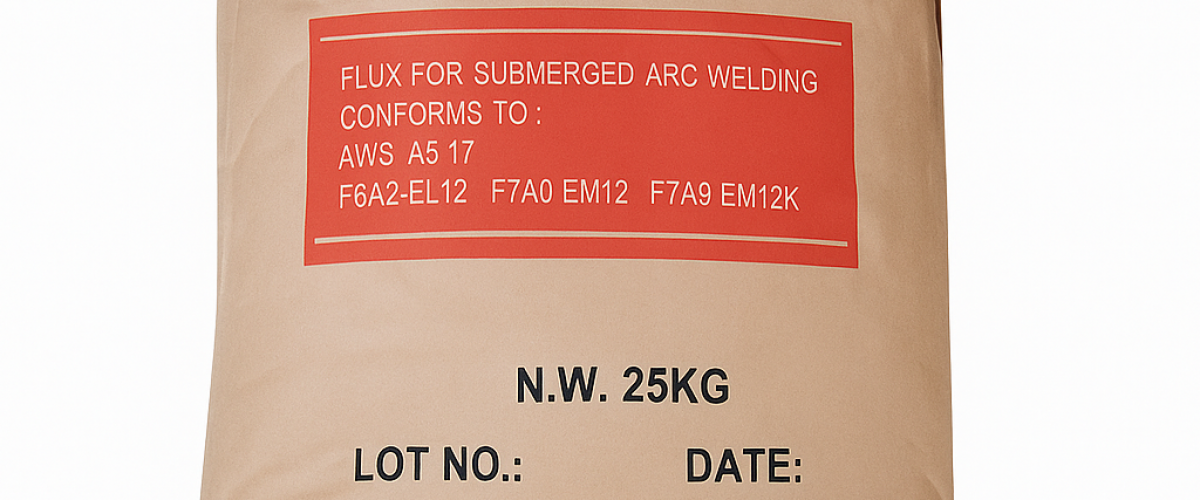 FLUX FOR SUBMERGED ARC WELDING
CONFORMS TO :
AWS A5 17
F6A2-EL12 F7A0 EM12 F7A9 EM12K
N.W. 25KG
LOT NO.: DATE: